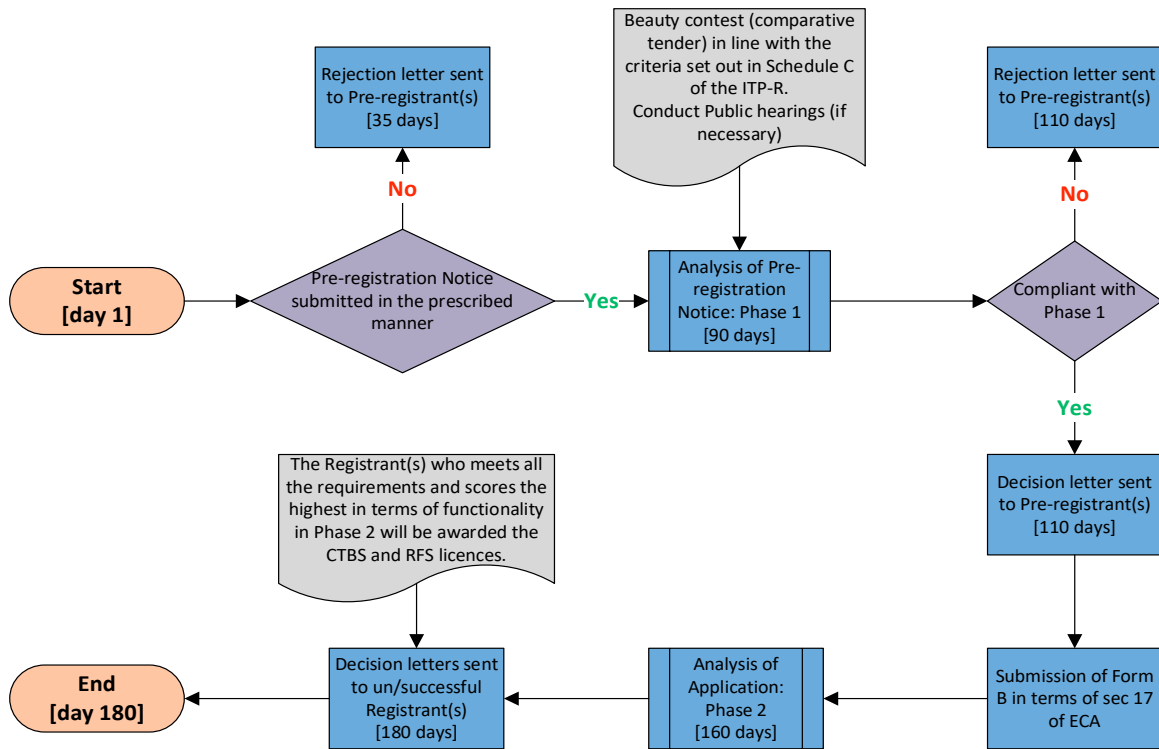 Rejection letter sent
to Pre-registrant(s)
[35 days]
Beauty contest (comparative
tender) in line with the
criteria set out in Schedule C
of the ITP-R.
Conduct Public hearings (if
necessary)
Rejection letter sent
to Pre-registrant(s)
[110 days]
No
No
Start
[day 1]
Pre-registration Notice
submitted in the prescribed
manner
Yes
Analysis of Pre-
registration
Notice: Phase 1
[90 days]
Compliant with
Phase 1
Yes
The Registrant(s) who meets all
the requirements and scores the
highest in terms of functionality
in Phase 2 will be awarded the
CTBS and RFS licences.
Decision letter sent
to Pre-registrant(s)
[110 days]
End
[day 180]
Decision letters sent
to un/successful
Registrant(s)
[180 days]
Analysis of
Application:
Phase 2
[160 days]
Submission of Form
B in terms of sec 17
of ECA